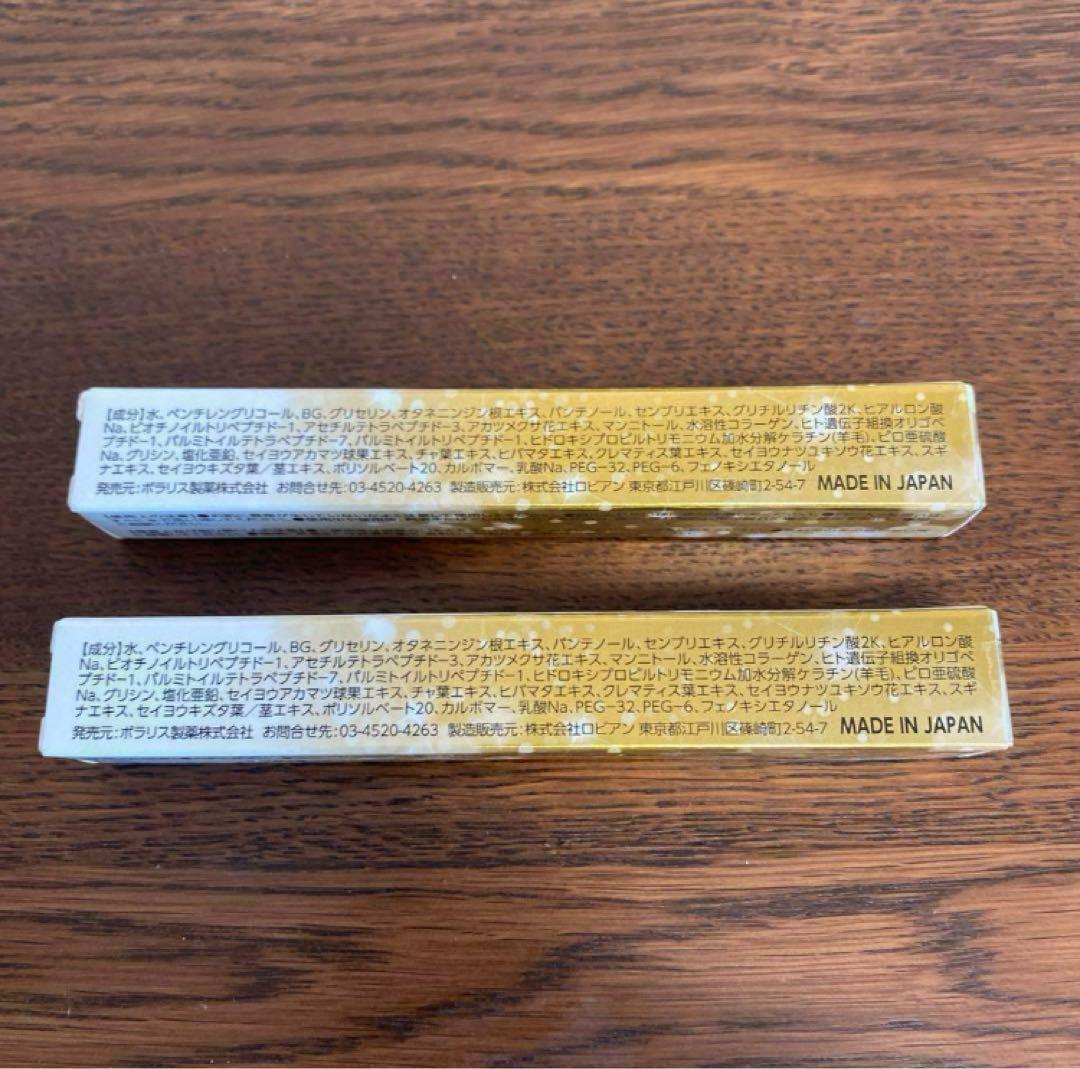 【成分】水、ペンチレングリコール、BG、グリセリン、オタネニンジン根エキス、パンテノール、センブリエキス、グリチルリチン酸2K、ヒアルロン酸
Na、ビオチノイルトリペプチド-1、アセチルテトラペプチド-3、アカツメクサ花エキス、マンニトール、水溶性コラーゲン、ヒト遺伝子組換オリゴペ
プチド-1、パルミトイルテトラペプチド-7、パルミトイルトリペプチド-1、ヒドロキシプロピルトリモニウム加水分解ケラチン(羊毛)、ピロ亜硫酸
Na、グリシン、塩化亜鉛、セイヨウアカマツ球果エキス、チャ葉エキス、ヒバマタエキス、クレマティス葉エキス、セイヨウナツユキソウ花エキス、スギ
ナエキス、セイヨウキズタ葉／茎エキス、ポリソルベート20、カルボマー、乳酸Na、PEG-32、PEG-6、フェノキシエタノール
発売元：ポラリス製薬株式会社 お問合せ先：03-4520-4263 製造販売元：株式会社ロピアン 東京都江戸川区篠崎町2-54-7 MADE IN JAPAN
【成分】水、ペンチレングリコール、BG、グリセリン、オタネニンジン根エキス、パンテノール、センブリエキス、グリチルリチン酸2K、ヒアルロン酸
Na、ビオチノイルトリペプチド-1、アセチルテトラペプチド-3、アカツメクサ花エキス、マンニトール、水溶性コラーゲン、ヒト遺伝子組換オリゴペ
プチド-1、パルミトイルテトラペプチド-7、パルミトイルトリペプチド-1、ヒドロキシプロピルトリモニウム加水分解ケラチン(羊毛)、ピロ亜硫酸
Na、グリシン、塩化亜鉛、セイヨウアカマツ球果エキス、チャ葉エキス、ヒバマタエキス、クレマティス葉エキス、セイヨウナツユキソウ花エキス、スギ
ナエキス、セイヨウキズタ葉／茎エキス、ポリソルベート20、カルボマー、乳酸Na、PEG-32、PEG-6、フェノキシエタノール
発売元：ポラリス製薬株式会社 お問合せ先：03-4520-4263 製造販売元：株式会社ロピアン 東京都江戸川区篠崎町2-54-7 MADE IN JAPAN